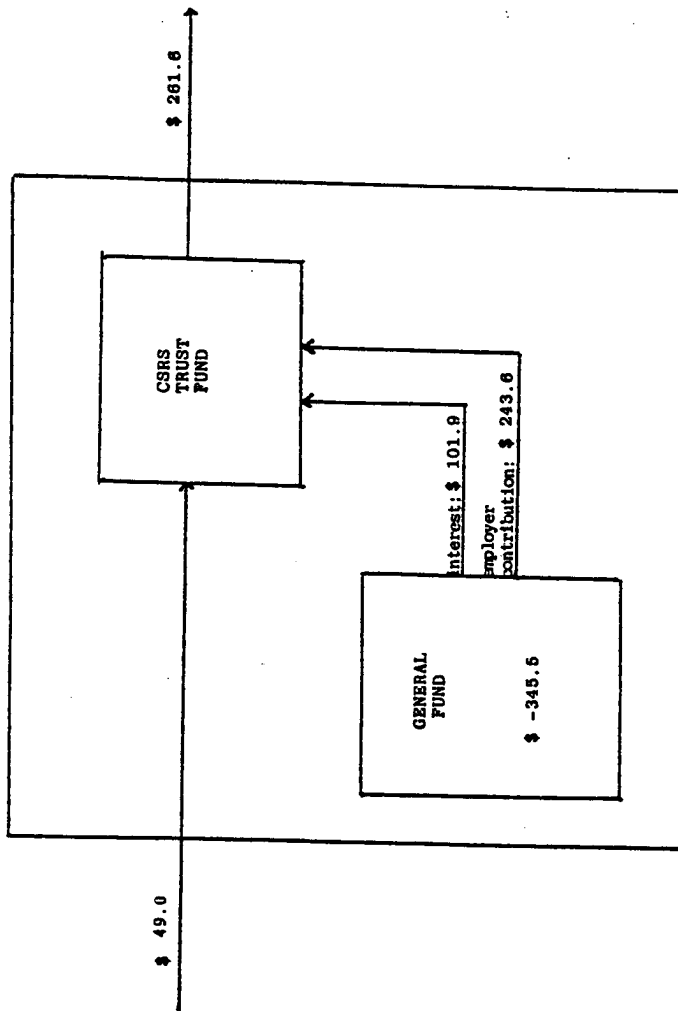 $ 261.6
CSRS
TRUST
FUND
interest: $ 101.9
employer
contribution: $ 243.6
GENERAL
FUND
$ -345.5
$ 49.0